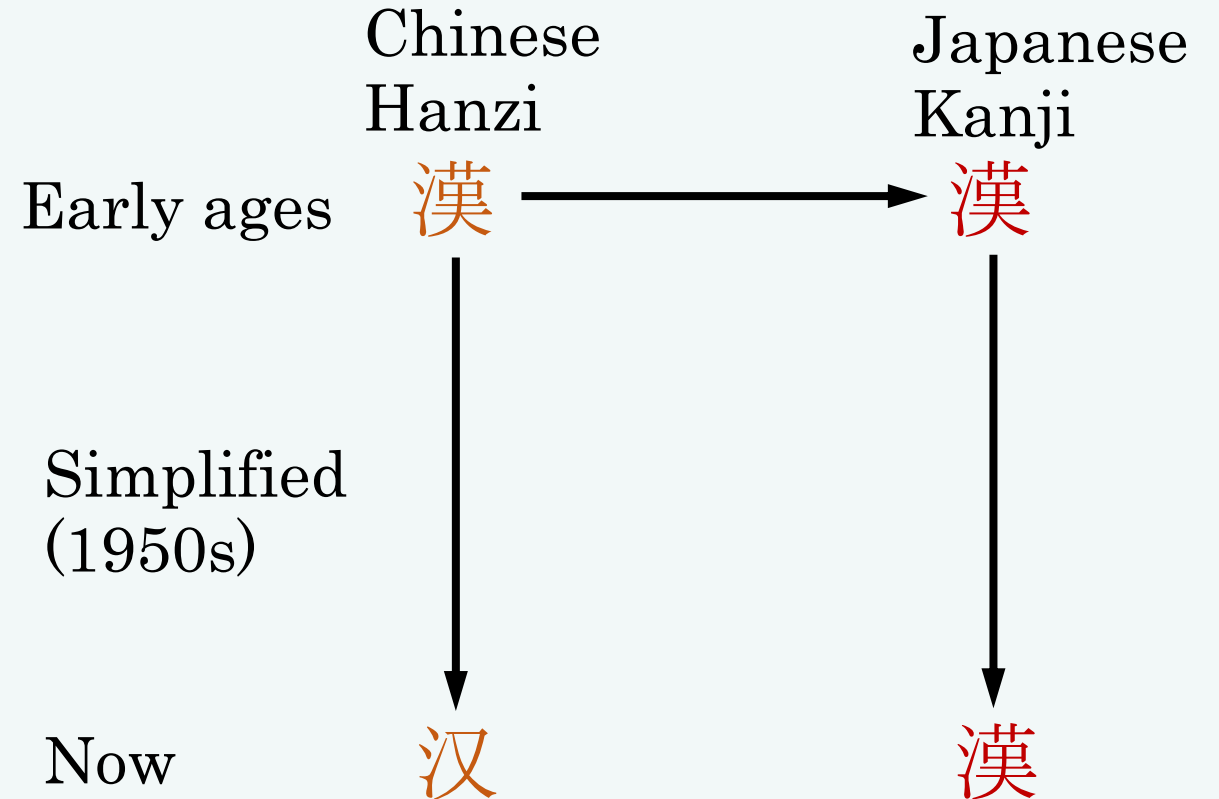 Chinese
Hanzi
Japanese
Kanji
Early ages
漢
漢
Simplified
(1950s)
Now
汉
漢